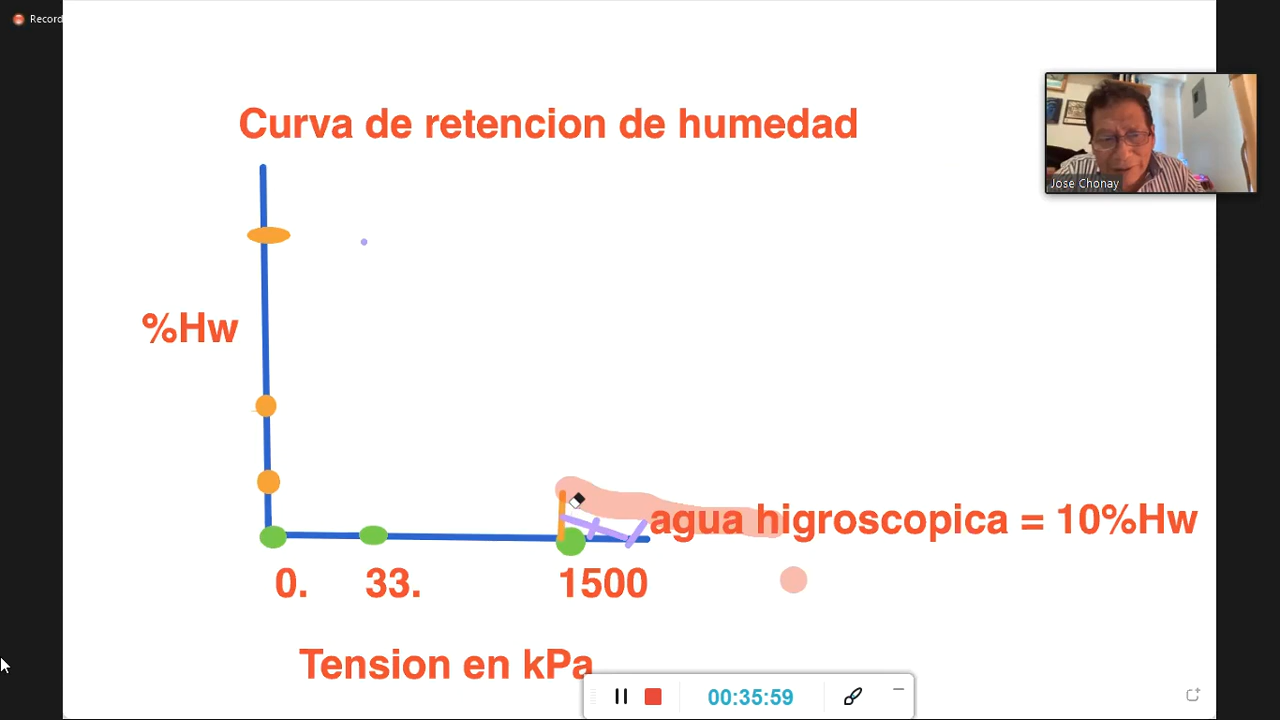 Record
Curva de retencion de humedad
Jose Chonay
%Hw
agua higroscopica = 10%Hw
0. 33. 1500
Tension en kPa
00:35:59